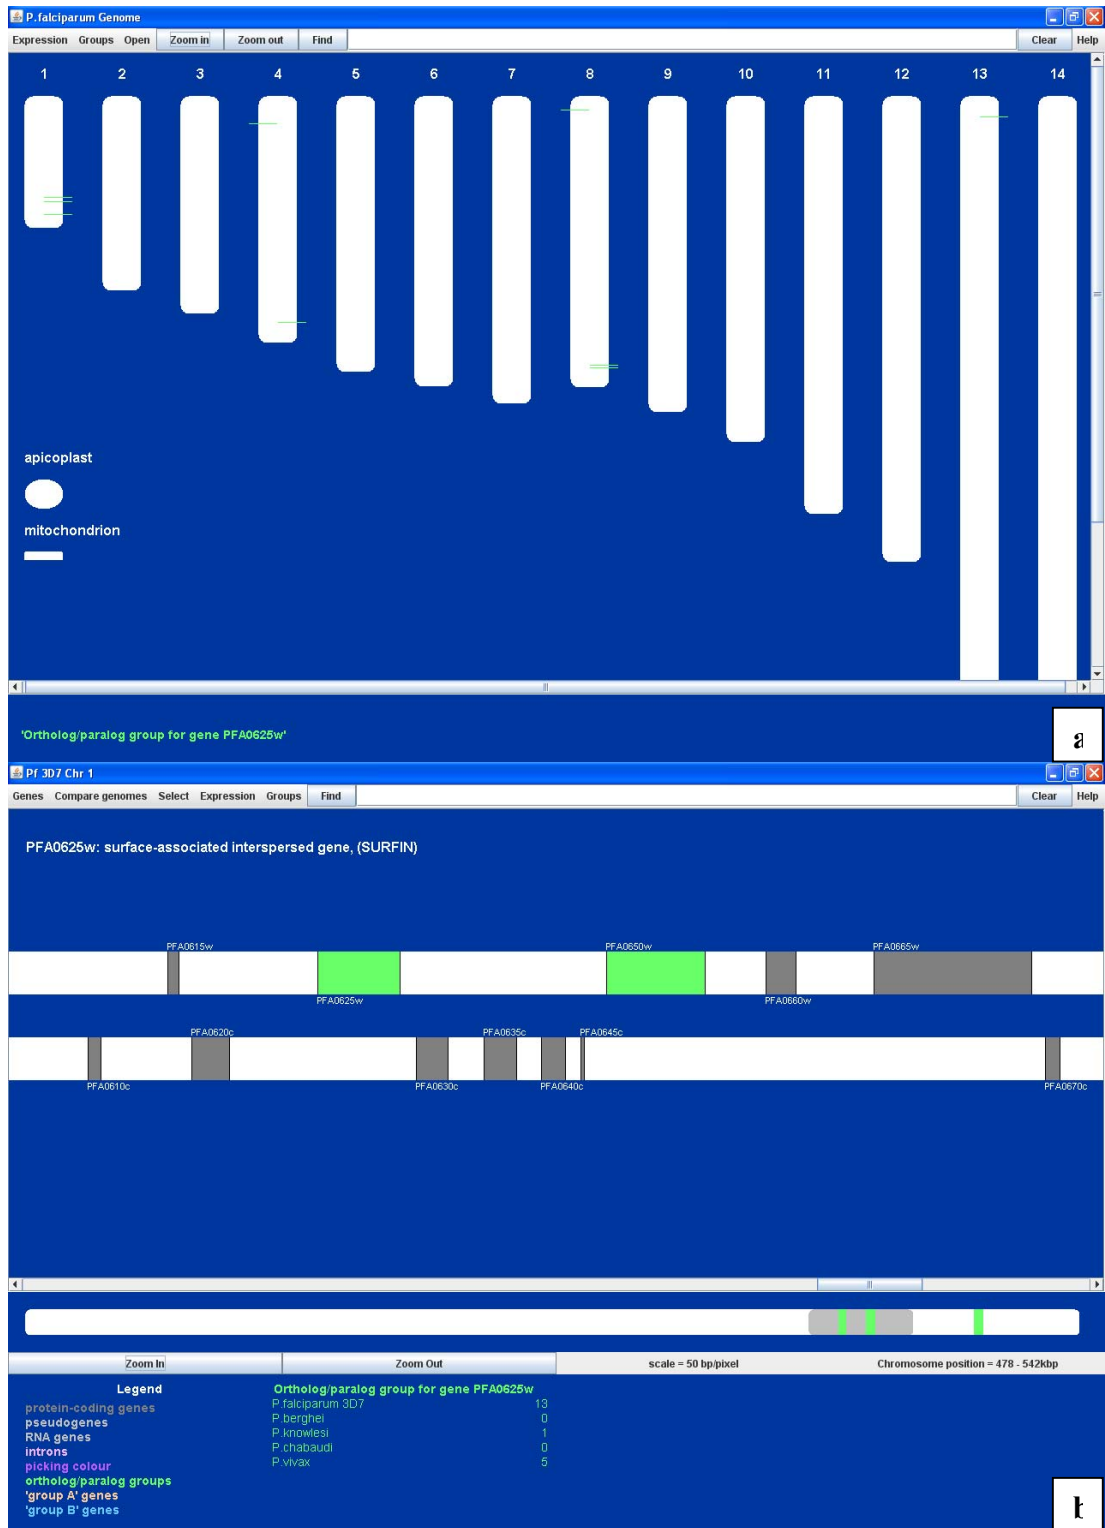 P.falciparum Genome
Expression Groups Open Zoom in Zoom out Find Clear Help
1 2 3 4 5 6 7 8 9 10 11 12 13 14
apicoplast
mitochondrion
'Ortholog/paralog group for gene PFA0625w'
a
Pf 3D7 Chr 1
Genes Compare genomes Select Expression Groups Find Clear Help
PFA0625w: surface-associated interspersed gene, (SURFIN)
PFA0615w PFA0650w PFA0665w
PFA0625w PFA0660w
PFA0620c PFA0635c PFA0645c
PFA0610c PFA0630c PFA0640c PFA0670c
Zoom In Zoom Out scale = 50 bp/pixel Chromosome position = 478 - 542kbp
Legend Ortholog/paralog group for gene PFA0625w
protein-coding genes P.falciparum 3D7 13
pseudogenes P.berghei 0
RNA genes P.knowlesi 1
introns P.chabaudi 0
picking colour P.vivax 5
ortholog/paralog groups
'group A' genes
'group B' genes